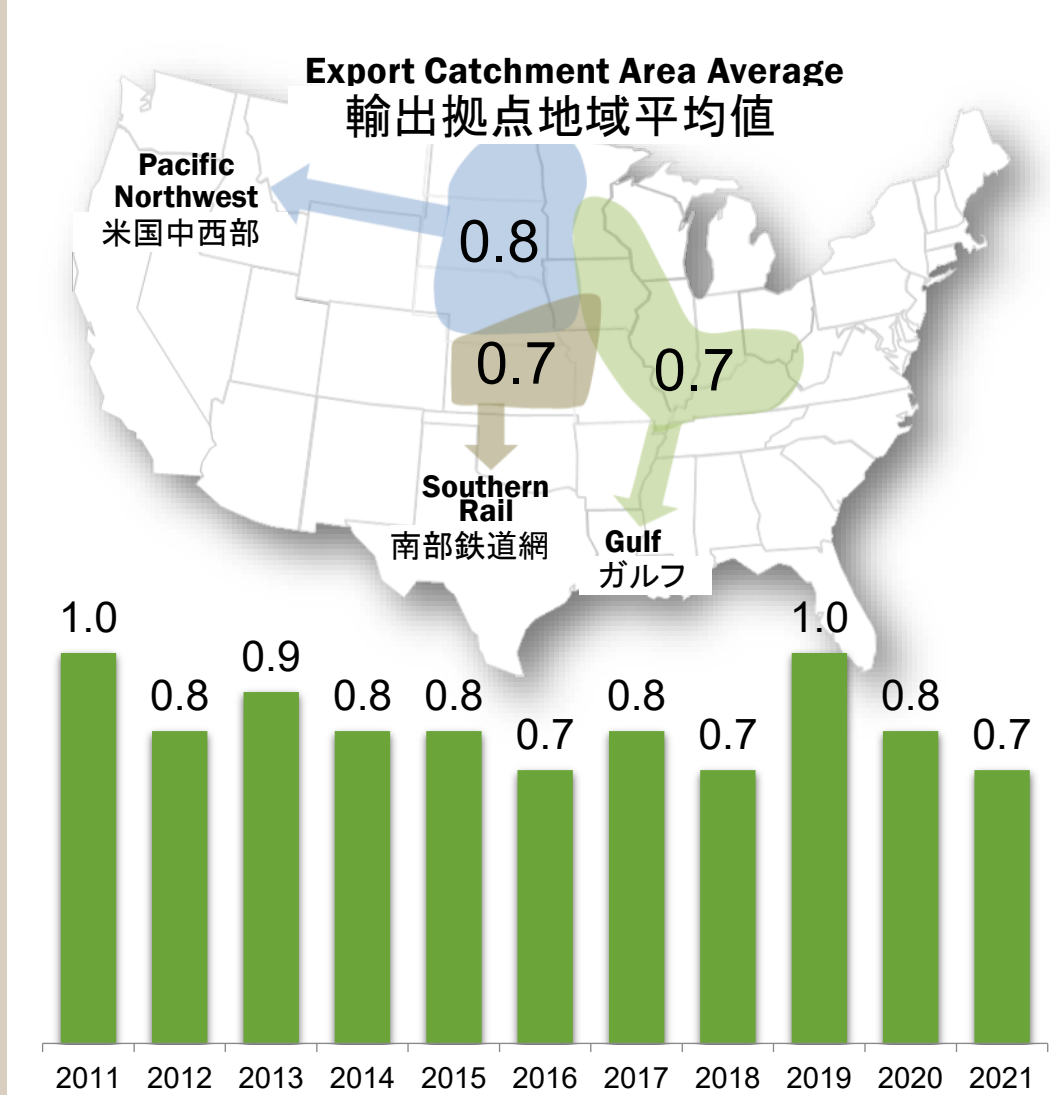 Export Catchment Area Average
輸出拠点地域平均値
Pacific
Northwest
米国中西部
0.8
0.7
0.7
Southern
Rail
南部鉄道網
Gulf
ガルフ
1.0
0.8
0.9
0.8
0.8
0.7
0.8
0.7
1.0
0.8
0.7
2011 2012 2013 2014 2015 2016 2017 2018 2019 2020 2021